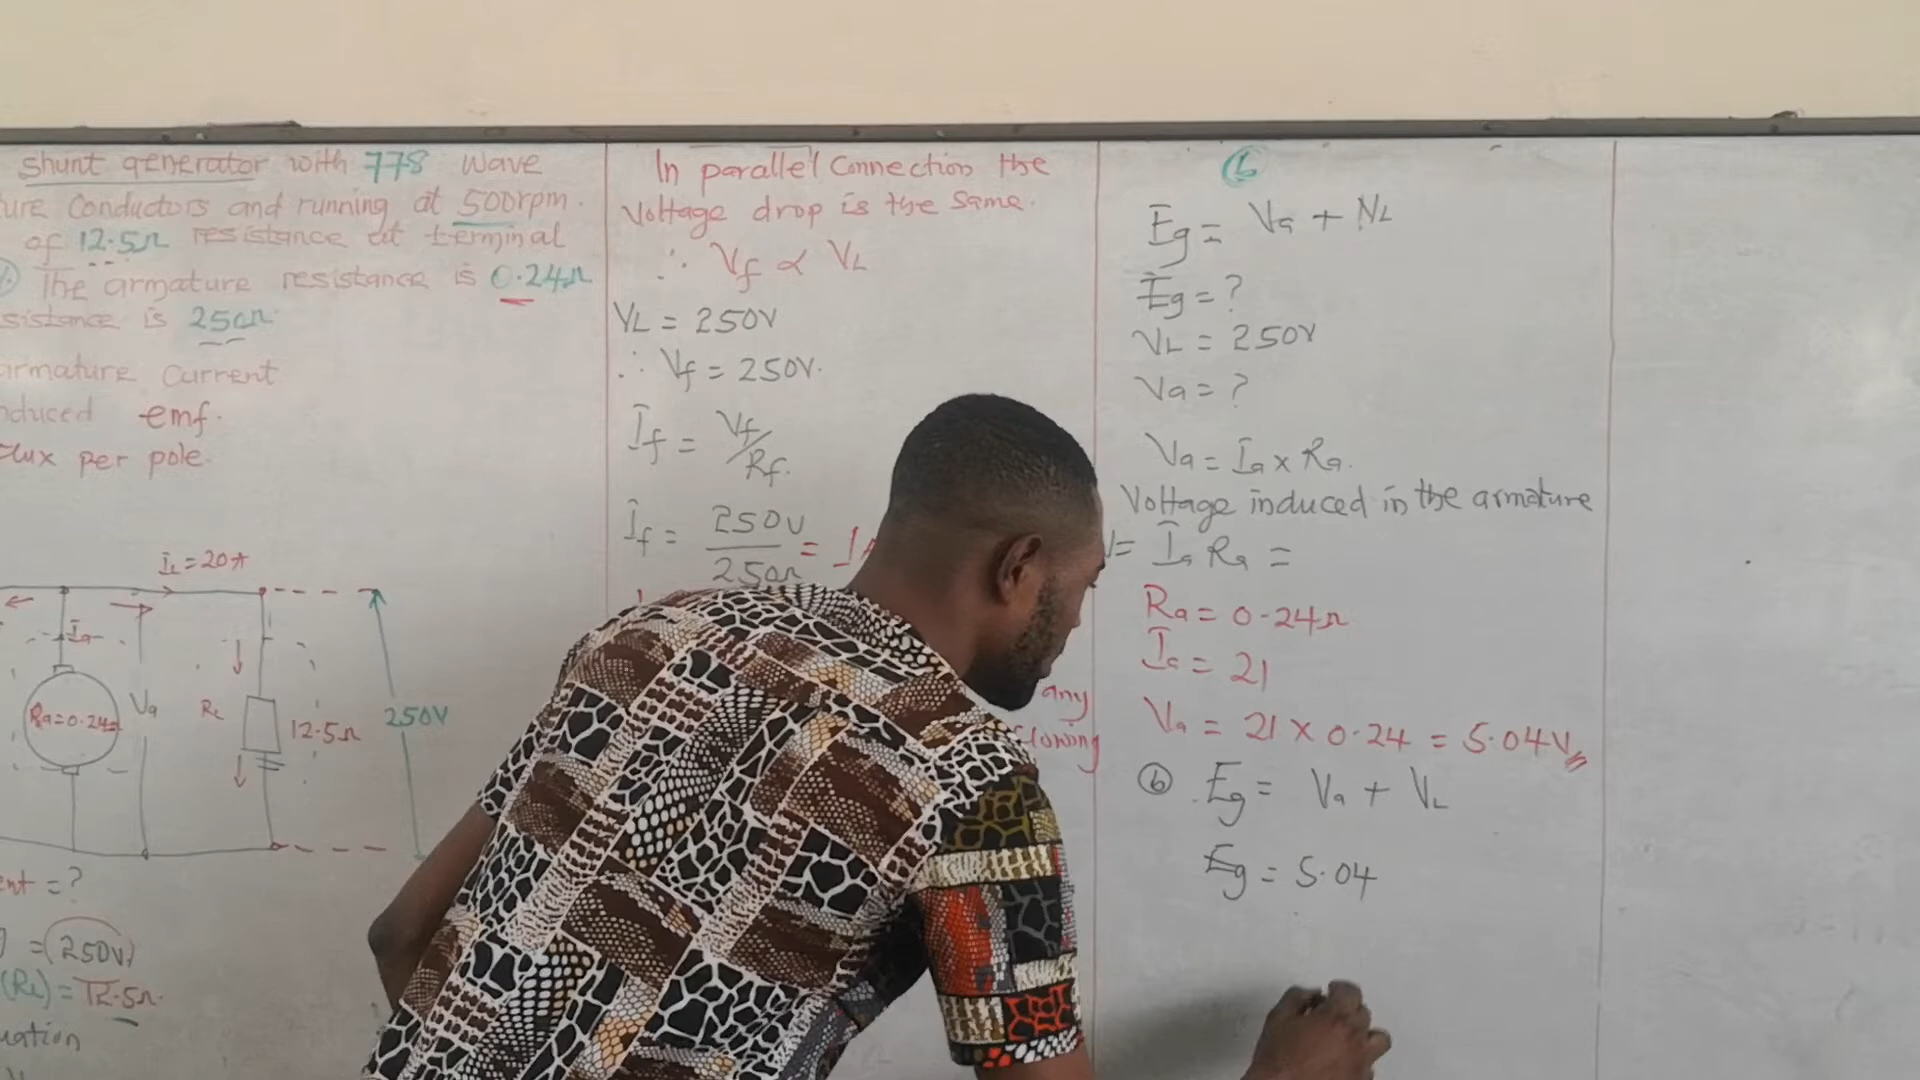 shunt generator with 778 wave
ure Conductors and running at 500rpm.
of 12.5Ω resistance at terminal
The armature resistance is 0.24Ω
sistance is 250Ω
armature Current
nduced emf.
Flux per pole.
IL = 20A
Ia
Ra=0.24Ω
Va
RL
12.5Ω
250V
ent = ?
= (250V)
(RL) = 12.5Ω.
uation
In parallel Connection the
Voltage drop is the same.
∴ Vf ∝ VL
VL = 250V
∴ Vf = 250V.
If = Vf/Rf.
If = 250V/250Ω = 1A
any
flowing
b
Eg = Va + VL
Eg = ?
VL = 250V
Va = ?
Va = Ia x Ra.
Voltage induced in the armature
= Ia Ra =
Ra = 0.24Ω
Ia = 21
Va = 21 x 0.24 = 5.04V
b Eg = Va + VL
Eg = 5.04